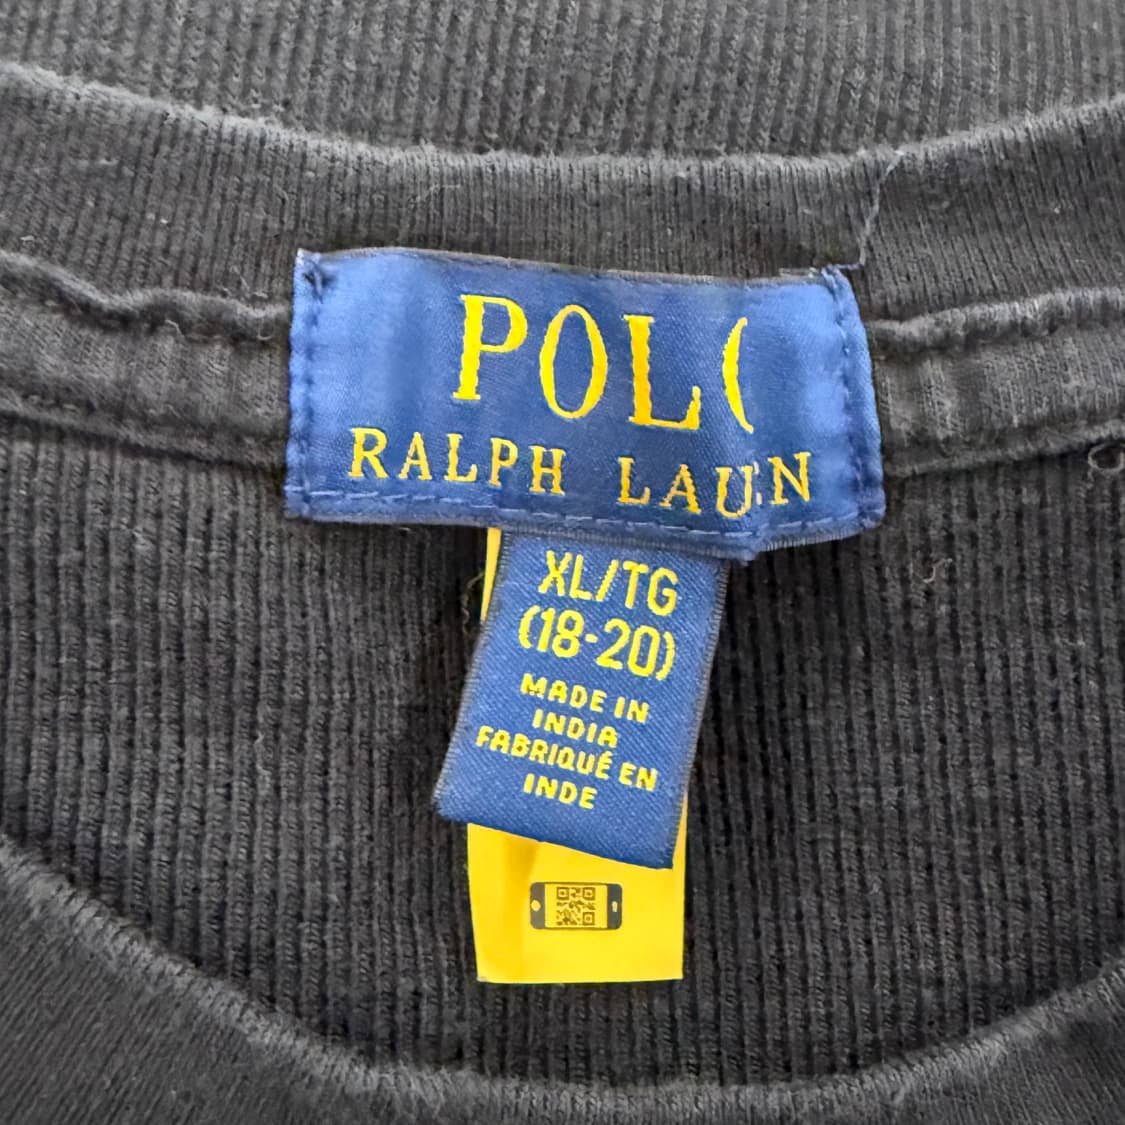 POL(
RALPH LAU:N
XL/TG
(18-20)
MADE IN
INDIA
FABRIQUÉ EN
INDE